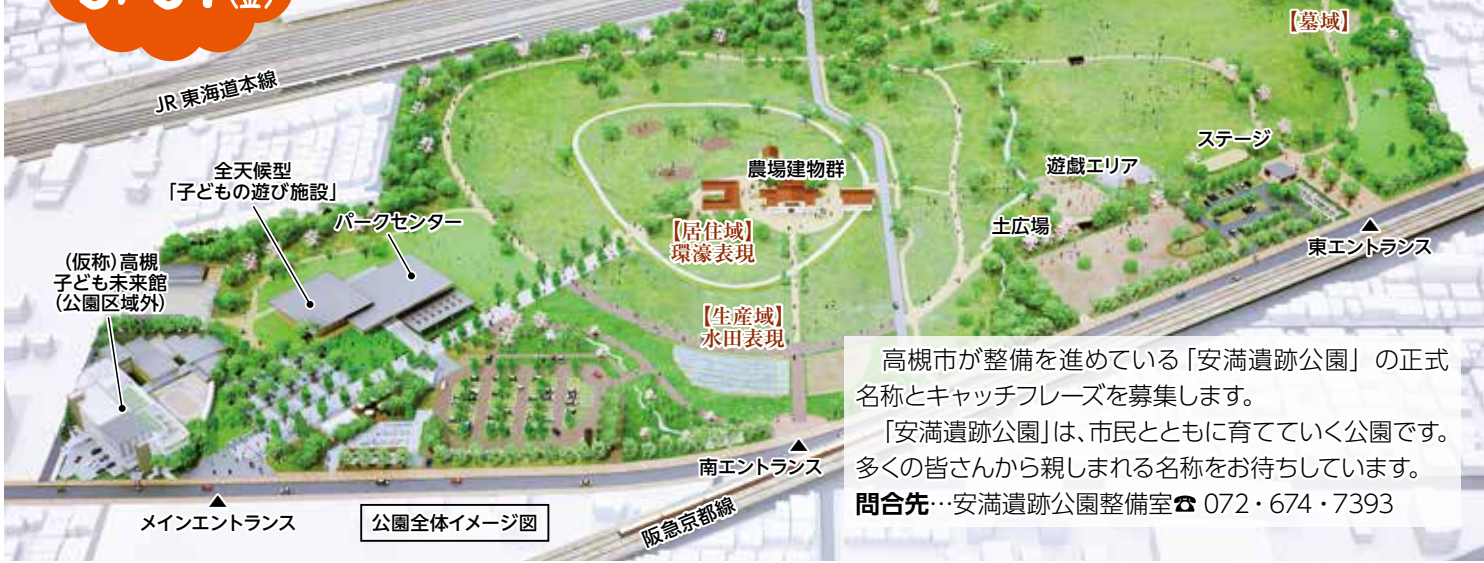 (金)
【墓域】
JR東海道本線
ステージ
農場建物群
遊戯エリア
全天候型
「子どもの遊び施設」
パークセンター
【居住域】
環濠表現
土広場
東エントランス
(仮称)高槻
子ども未来館
(公園区域外)
【生産域】
水田表現
高槻市が整備を進めている「安満遺跡公園」の正式
名称とキャッチフレーズを募集します。
「安満遺跡公園」は、市民とともに育てていく公園です。
多くの皆さんから親しまれる名称をお待ちしています。
問合先…安満遺跡公園整備室☎ 072・674・7393
南エントランス
メインエントランス
公園全体イメージ図
阪急京都線